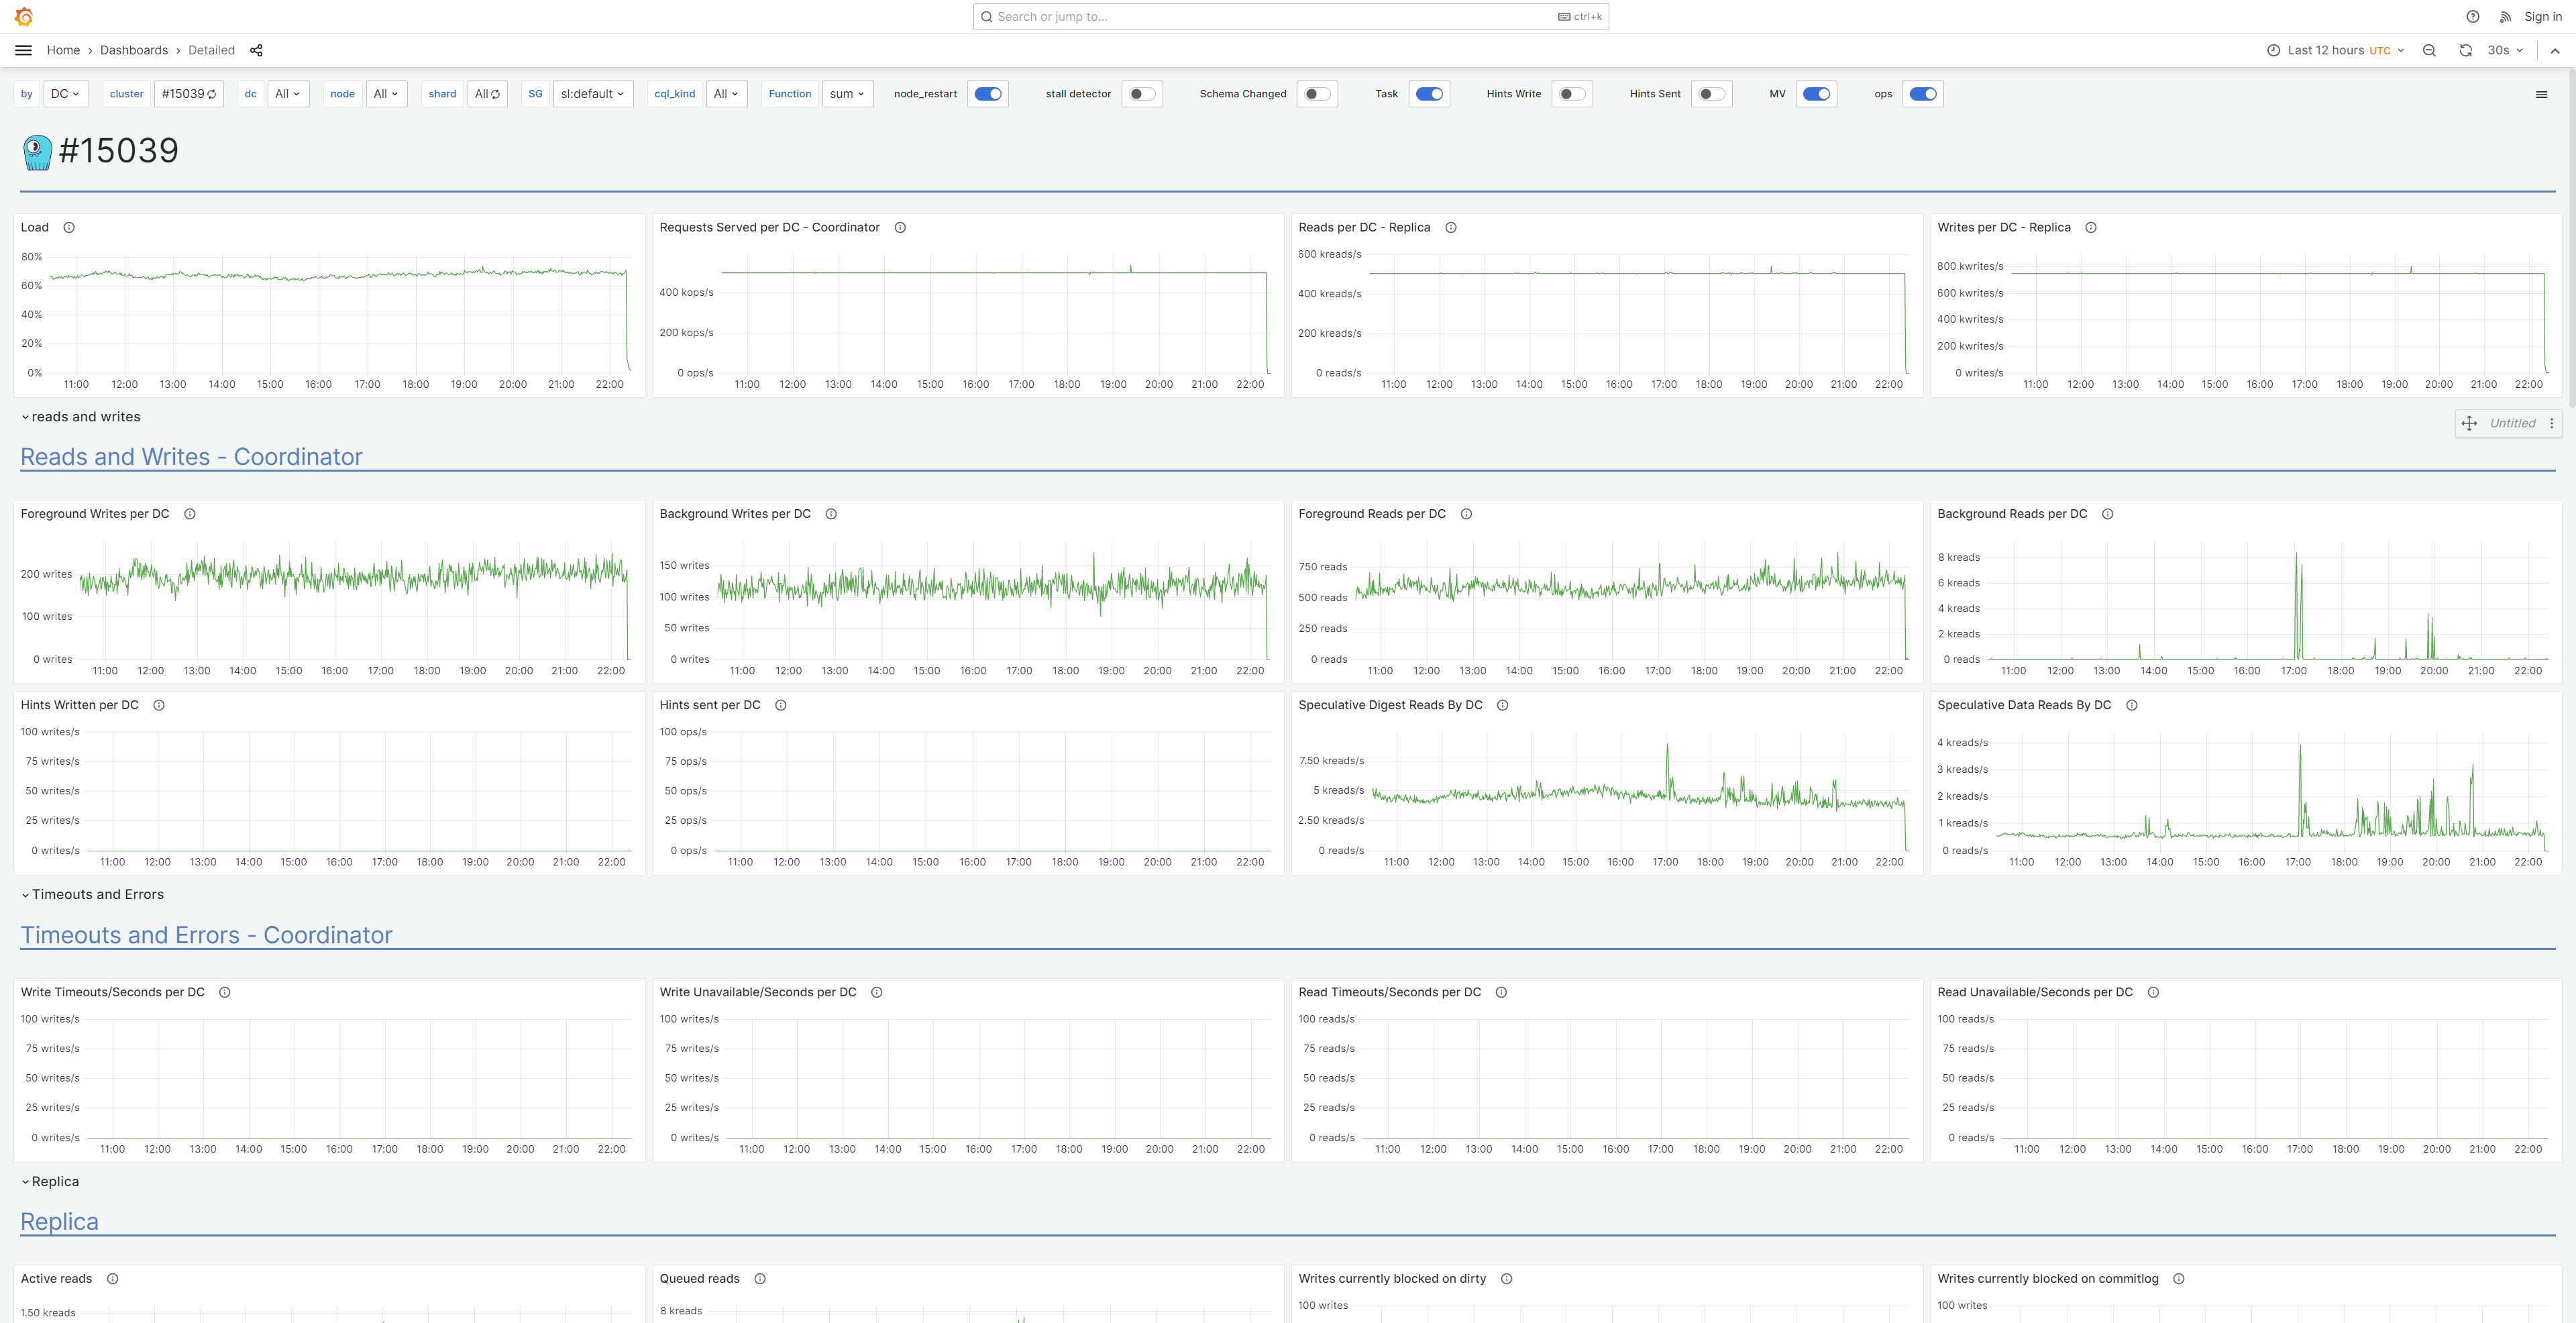 Search or jump to... ctrl+k Sign in
Home › Dashboards › Detailed Last 12 hours UTC 30s
by DC cluster #15039 dc All node All shard All SG sl:default cql_kind All Function sum node_restart stall detector Schema Changed Task Hints Write Hints Sent MV ops
#15039
Load
80%
60%
40%
20%
0%
11:00 12:00 13:00 14:00 15:00 16:00 17:00 18:00 19:00 20:00 21:00 22:00
Requests Served per DC - Coordinator
400 kops/s
200 kops/s
0 ops/s
11:00 12:00 13:00 14:00 15:00 16:00 17:00 18:00 19:00 20:00 21:00 22:00
Reads per DC - Replica
600 kreads/s
400 kreads/s
200 kreads/s
0 reads/s
11:00 12:00 13:00 14:00 15:00 16:00 17:00 18:00 19:00 20:00 21:00 22:00
Writes per DC - Replica
800 kwrites/s
600 kwrites/s
400 kwrites/s
200 kwrites/s
0 writes/s
11:00 12:00 13:00 14:00 15:00 16:00 17:00 18:00 19:00 20:00 21:00 22:00
reads and writes
Untitled
Reads and Writes - Coordinator
Foreground Writes per DC
200 writes
100 writes
0 writes
11:00 12:00 13:00 14:00 15:00 16:00 17:00 18:00 19:00 20:00 21:00 22:00
Background Writes per DC
150 writes
100 writes
50 writes
0 writes
11:00 12:00 13:00 14:00 15:00 16:00 17:00 18:00 19:00 20:00 21:00 22:00
Foreground Reads per DC
750 reads
500 reads
250 reads
0 reads
11:00 12:00 13:00 14:00 15:00 16:00 17:00 18:00 19:00 20:00 21:00 22:00
Background Reads per DC
8 kreads
6 kreads
4 kreads
2 kreads
0 reads
11:00 12:00 13:00 14:00 15:00 16:00 17:00 18:00 19:00 20:00 21:00 22:00
Hints Written per DC
100 writes/s
75 writes/s
50 writes/s
25 writes/s
0 writes/s
11:00 12:00 13:00 14:00 15:00 16:00 17:00 18:00 19:00 20:00 21:00 22:00
Hints sent per DC
100 ops/s
75 ops/s
50 ops/s
25 ops/s
0 ops/s
11:00 12:00 13:00 14:00 15:00 16:00 17:00 18:00 19:00 20:00 21:00 22:00
Speculative Digest Reads By DC
7.50 kreads/s
5 kreads/s
2.50 kreads/s
0 reads/s
11:00 12:00 13:00 14:00 15:00 16:00 17:00 18:00 19:00 20:00 21:00 22:00
Speculative Data Reads By DC
4 kreads/s
3 kreads/s
2 kreads/s
1 kreads/s
0 reads/s
11:00 12:00 13:00 14:00 15:00 16:00 17:00 18:00 19:00 20:00 21:00 22:00
Timeouts and Errors
Timeouts and Errors - Coordinator
Write Timeouts/Seconds per DC
100 writes/s
75 writes/s
50 writes/s
25 writes/s
0 writes/s
11:00 12:00 13:00 14:00 15:00 16:00 17:00 18:00 19:00 20:00 21:00 22:00
Write Unavailable/Seconds per DC
100 writes/s
75 writes/s
50 writes/s
25 writes/s
0 writes/s
11:00 12:00 13:00 14:00 15:00 16:00 17:00 18:00 19:00 20:00 21:00 22:00
Read Timeouts/Seconds per DC
100 reads/s
75 reads/s
50 reads/s
25 reads/s
0 reads/s
11:00 12:00 13:00 14:00 15:00 16:00 17:00 18:00 19:00 20:00 21:00 22:00
Read Unavailable/Seconds per DC
100 reads/s
75 reads/s
50 reads/s
25 reads/s
0 reads/s
11:00 12:00 13:00 14:00 15:00 16:00 17:00 18:00 19:00 20:00 21:00 22:00
Replica
Replica
Active reads
1.50 kreads
Queued reads
8 kreads
Writes currently blocked on dirty
100 writes
Writes currently blocked on commitlog
100 writes